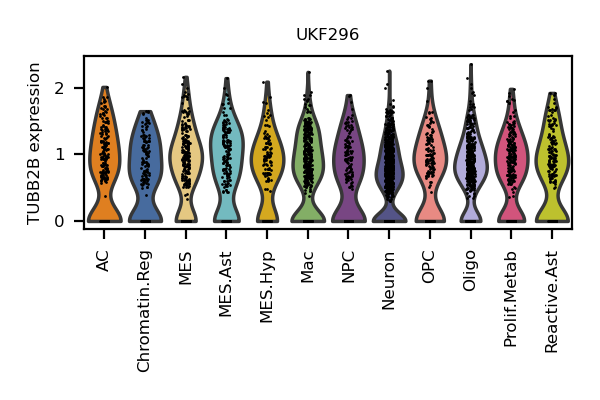 UKF296
TUBB2B expression
2
1
0
AC
Chromatin.Reg
MES
MES.Ast
MES.Hyp
Mac
NPC
Neuron
OPC
Oligo
Prolif.Metab
Reactive.Ast